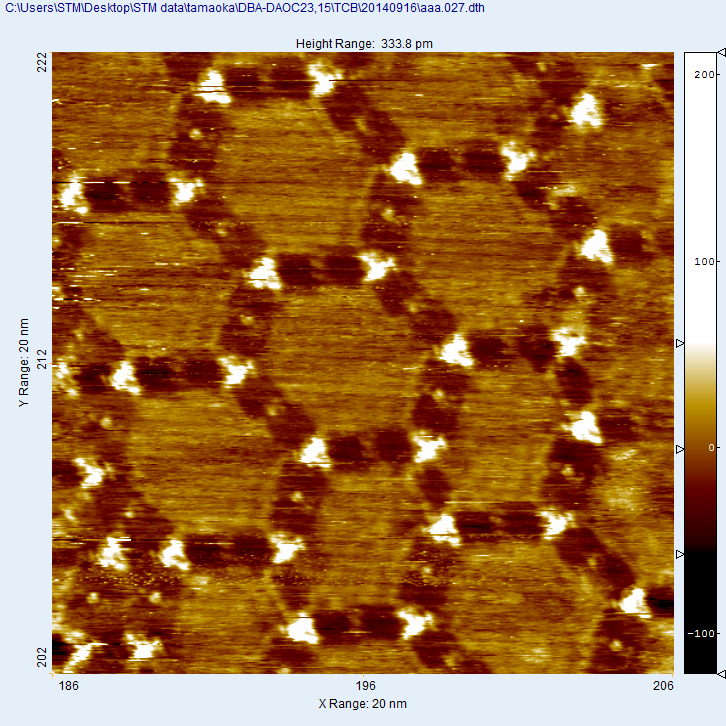 C:\Users\STM\Desktop\STM data\tamaoka\DBA-DAOC23,15\TCB\20140916\aaa.027.dth
Height Range:  333.8 pm
222
212
202
Y Range: 20 nm
186
196
206
X Range: 20 nm
200
100
0
-100